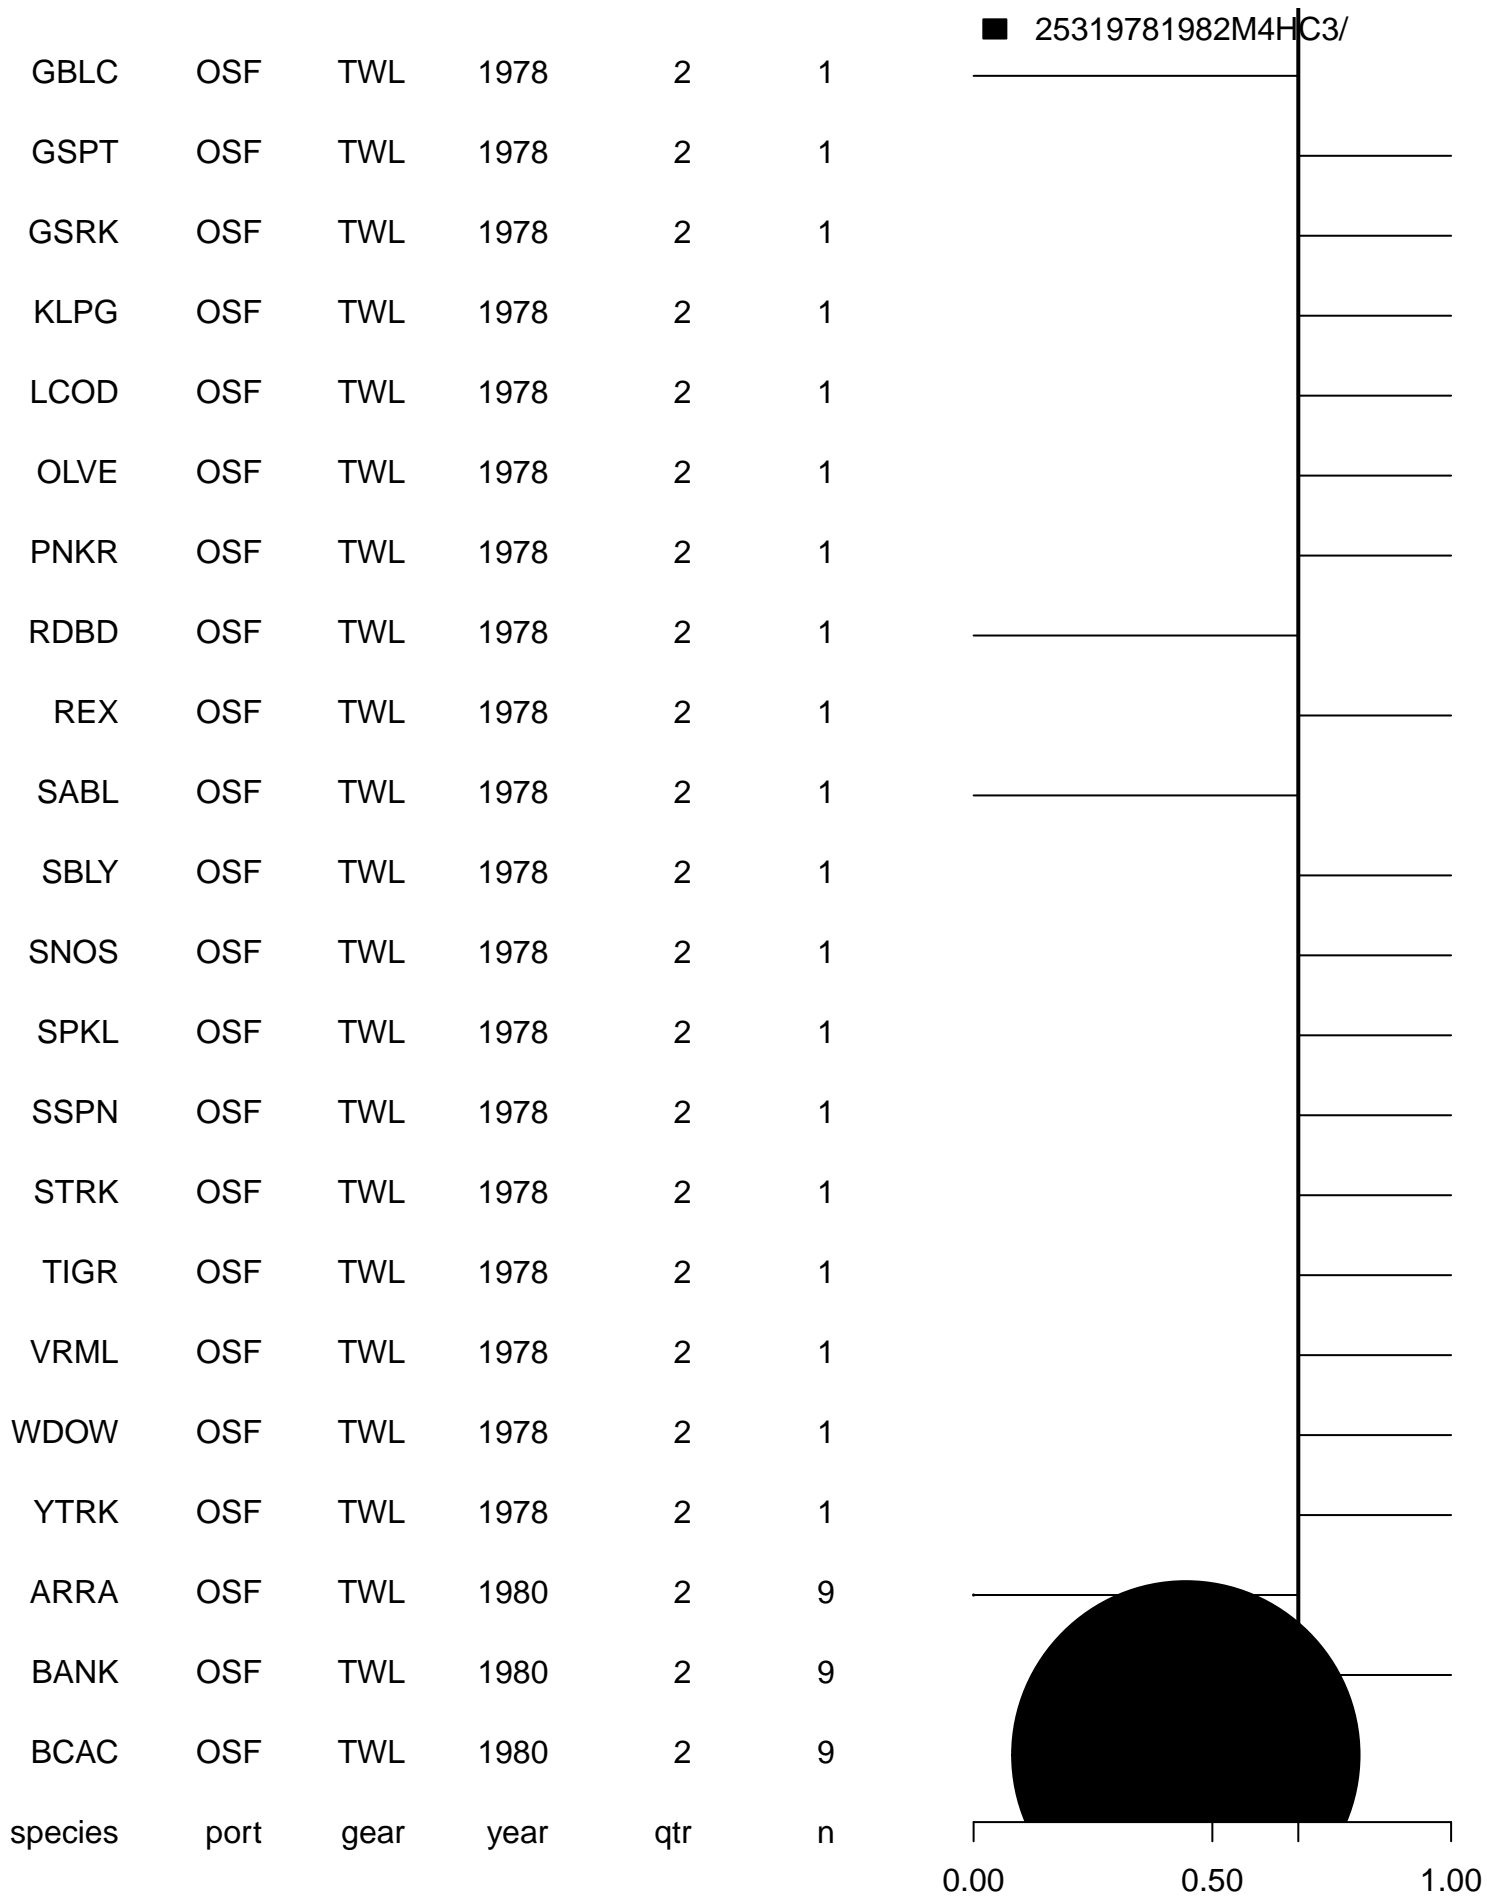 25319781982M4HC3/
GBLC OSF TWL 1978 2 1
GSPT OSF TWL 1978 2 1
GSRK OSF TWL 1978 2 1
KLPG OSF TWL 1978 2 1
LCOD OSF TWL 1978 2 1
OLVE OSF TWL 1978 2 1
PNKR OSF TWL 1978 2 1
RDBD OSF TWL 1978 2 1
REX OSF TWL 1978 2 1
SABL OSF TWL 1978 2 1
SBLY OSF TWL 1978 2 1
SNOS OSF TWL 1978 2 1
SPKL OSF TWL 1978 2 1
SSPN OSF TWL 1978 2 1
STRK OSF TWL 1978 2 1
TIGR OSF TWL 1978 2 1
VRML OSF TWL 1978 2 1
WDOW OSF TWL 1978 2 1
YTRK OSF TWL 1978 2 1
ARRA OSF TWL 1980 2 9
BANK OSF TWL 1980 2 9
BCAC OSF TWL 1980 2 9
species port gear year qtr n
0.00 0.50 1.00